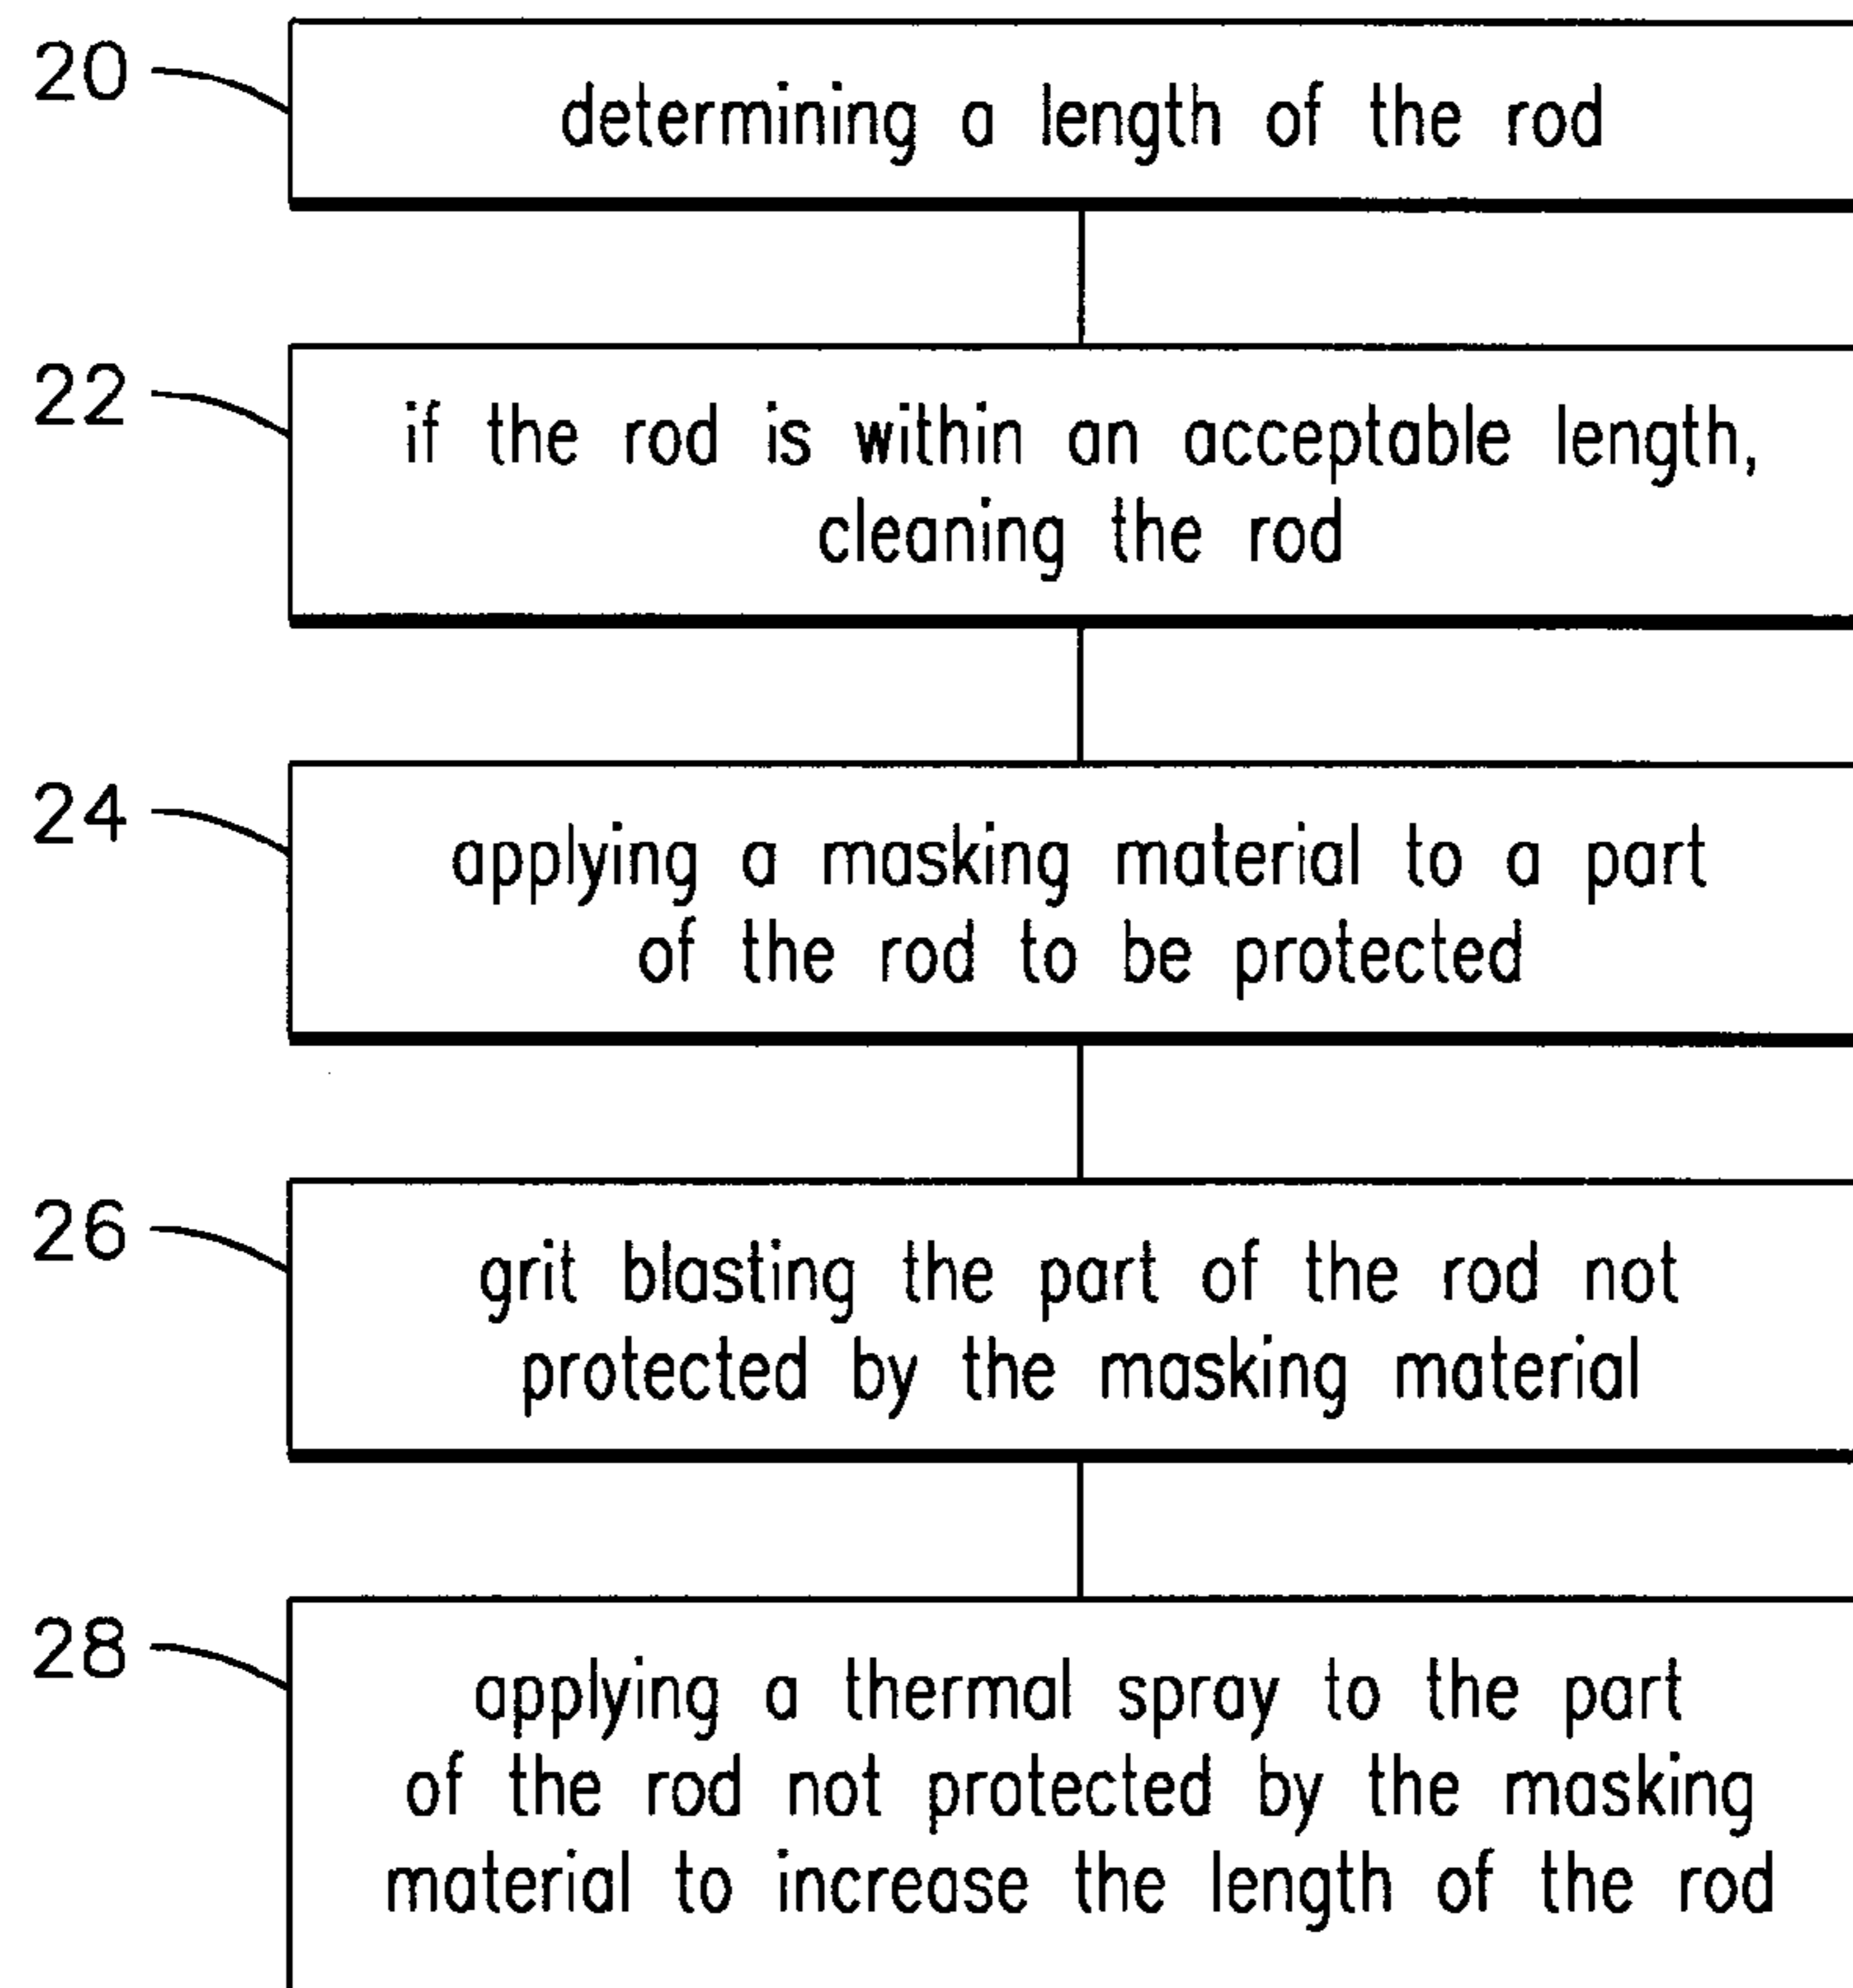 20
determining a length of the rod
22
if the rod is within an acceptable length,
cleaning the rod
24
applying a masking material to a part
of the rod to be protected
26
grit blasting the part of the rod not
protected by the masking material
28
applying a thermal spray to the part
of the rod not protected by the masking
material to increase the length of the rod